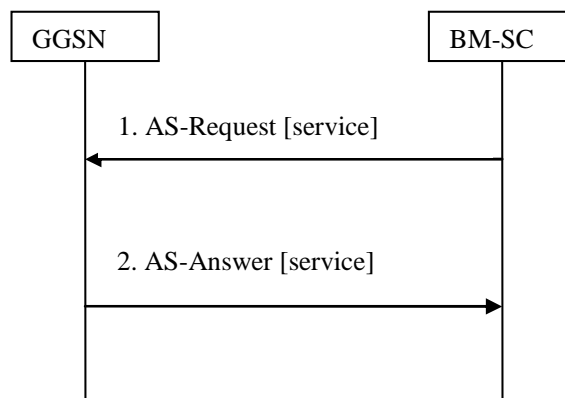 GGSN
BM-SC
1. AS-Request [service]
2. AS-Answer [service]